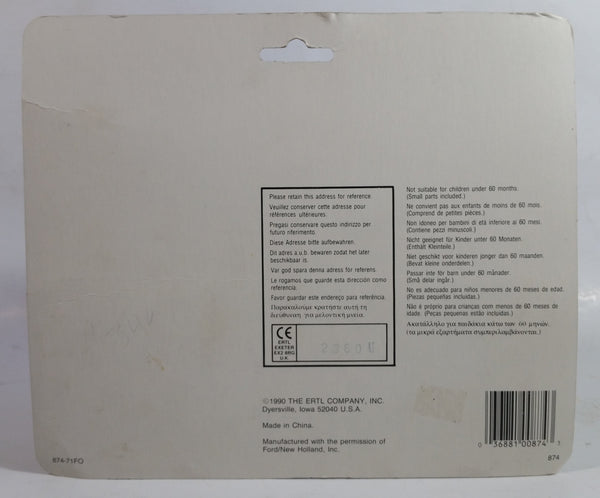 Please retain this address for reference
Veuillez conserver cette adresse pour
références ultérieures.
Pregasi conservare questo indirizzo per
futuro riferimento.
Diese Adresse bitte aufbewahren.
Dit adres a.u.b. bewaren zodat het later
beschikbaar is.
Var god spara denna adress for referens.
Le rogamos que guarde esta dirección como
referencia.
Favor guardar este endereço para referência.
Παρακαλούμε κρατήστε αυτή τη
διεύθυνση για μελοντική μνεία.
CE
ERTL
EXETER
EX2 8RG
U.K.
Not suitable for children under 60 months.
(Small parts included.)
Ne convient pas aux enfants de moins de 60 mois.
(Comprend de petites pièces.)
Non idoneo per bambini di età inferiore ai 60 mesi.
(Contiene pezzi minuscoli.)
Nicht geeignet für Kinder unter 60 Monaten.
(Enthält Kleinteile.)
Niet geschikt voor kinderen jonger dan 60 maanden.
(Bevat kleine onderdelen.)
Passar inte för barn under 60 månader.
(Små delar ingår.)
No es adecuado para niños menores de 60 meses de edad.
(Piezas pequeñas incluidas.)
Não é próprio para crianças com menos de 60 meses de
idade. (Peças pequenas estão incluidas.)
Ακατάλληλο για παιδάκια κάτω των 60 μηνών.
(τα μικρά εξαρτήματα συμπεριλαμβάνονται.)
©1990 THE ERTL COMPANY, INC.
Dyersville, Iowa 52040 U.S.A.
Made in China.
Manufactured with the permission of
Ford/New Holland, Inc.
0 36881 00874
874-71FO
874